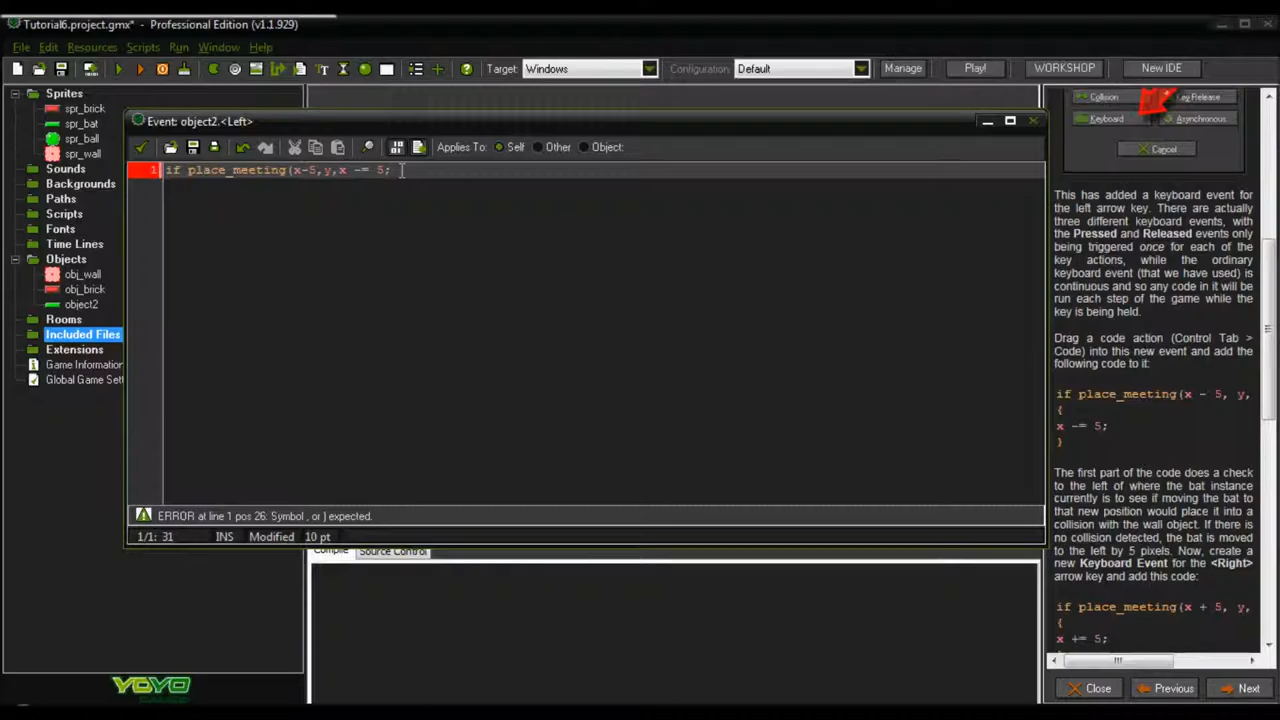 Tutorial6.project.gmx* - Professional Edition (v1.1.929)
File Edit Resources Scripts Run Window Help
Target: Windows Configuration: Default Manage Play! WORKSHOP New IDE
Sprites
spr_brick
spr_bat
spr_ball
spr_wall
Sounds
Backgrounds
Paths
Scripts
Fonts
Time Lines
Objects
obj_wall
obj_brick
object2
Rooms
Included Files
Extensions
Game Information
Global Game Set
YOYO
GAMES
Event: object2.<Left>
Applies To: Self Other Object:
1 if place_meeting(x-5,y,x -= 5;
ERROR at line 1 pos 26: Symbol , or ) expected.
1/1: 31 INS Modified 10 pt
Compile Source Control
Collision Key Release
Keyboard Asynchronous
Cancel
This has added a keyboard event for
the left arrow key. There are actually
three different keyboard events, with
the Pressed and Released events only
being triggered once for each of the
key actions, while the ordinary
keyboard event (that we have used) is
continuous and so any code in it will be
run each step of the game while the
key is being held.
Drag a code action (Control Tab >
Code) into this new event and add the
following code to it:
if place_meeting(x - 5, y,
{
x -= 5;
}
The first part of the code does a check
to the left of where the bat instance
currently is to see if moving the bat to
that new position would place it into a
collision with the wall object. If there is
no collision detected, the bat is moved
to the left by 5 pixels. Now, create a
new Keyboard Event for the <Right>
arrow key and add this code:
if place_meeting(x + 5, y,
{
x += 5;
Close Previous Next